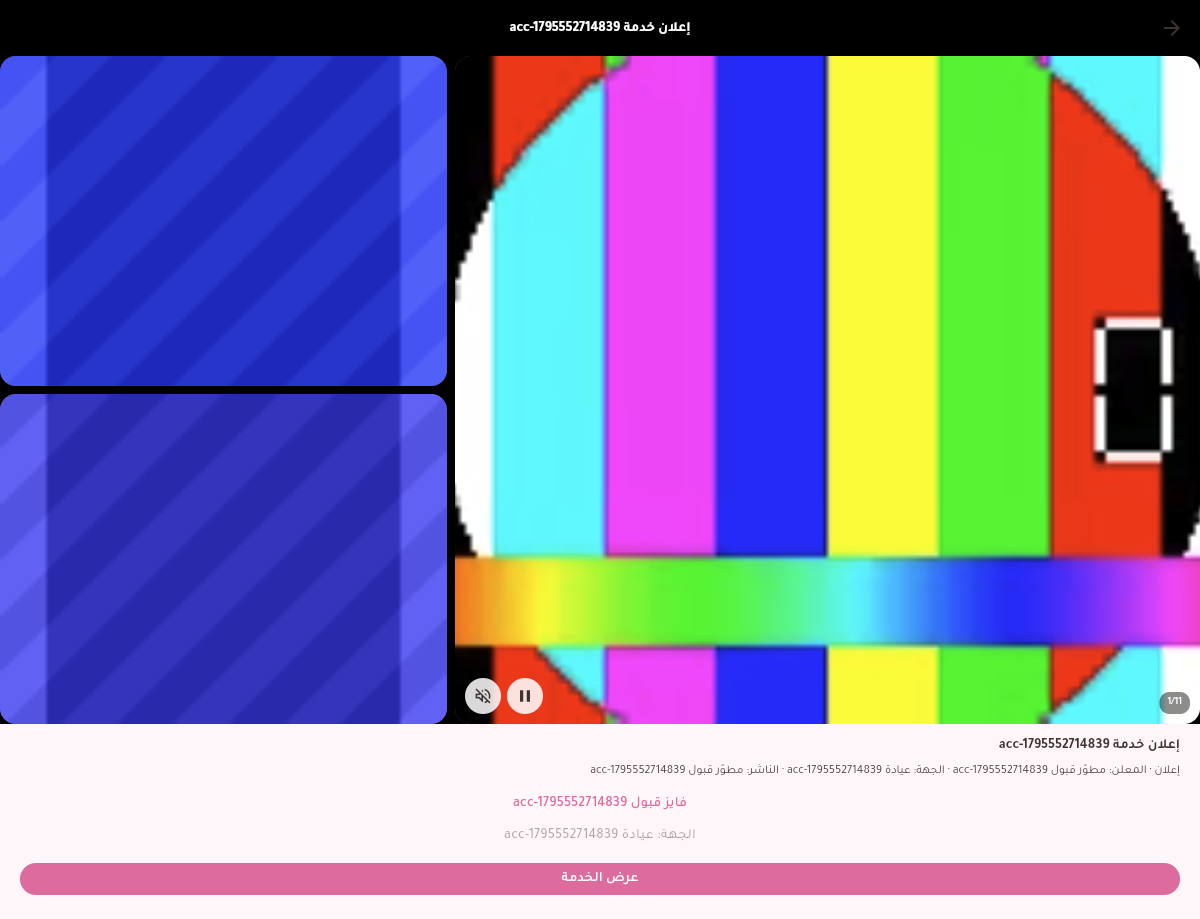 إعلان خدمة acc-1795552714839
1/11
إعلان خدمة acc-1795552714839
إعلان · المعلن: مطوّر قبول acc-1795552714839 · الجهة: عيادة acc-1795552714839 · الناشر: مطوّر قبول acc-1795552714839
فايز قبول acc-1795552714839
الجهة: عيادة acc-1795552714839
عرض الخدمة